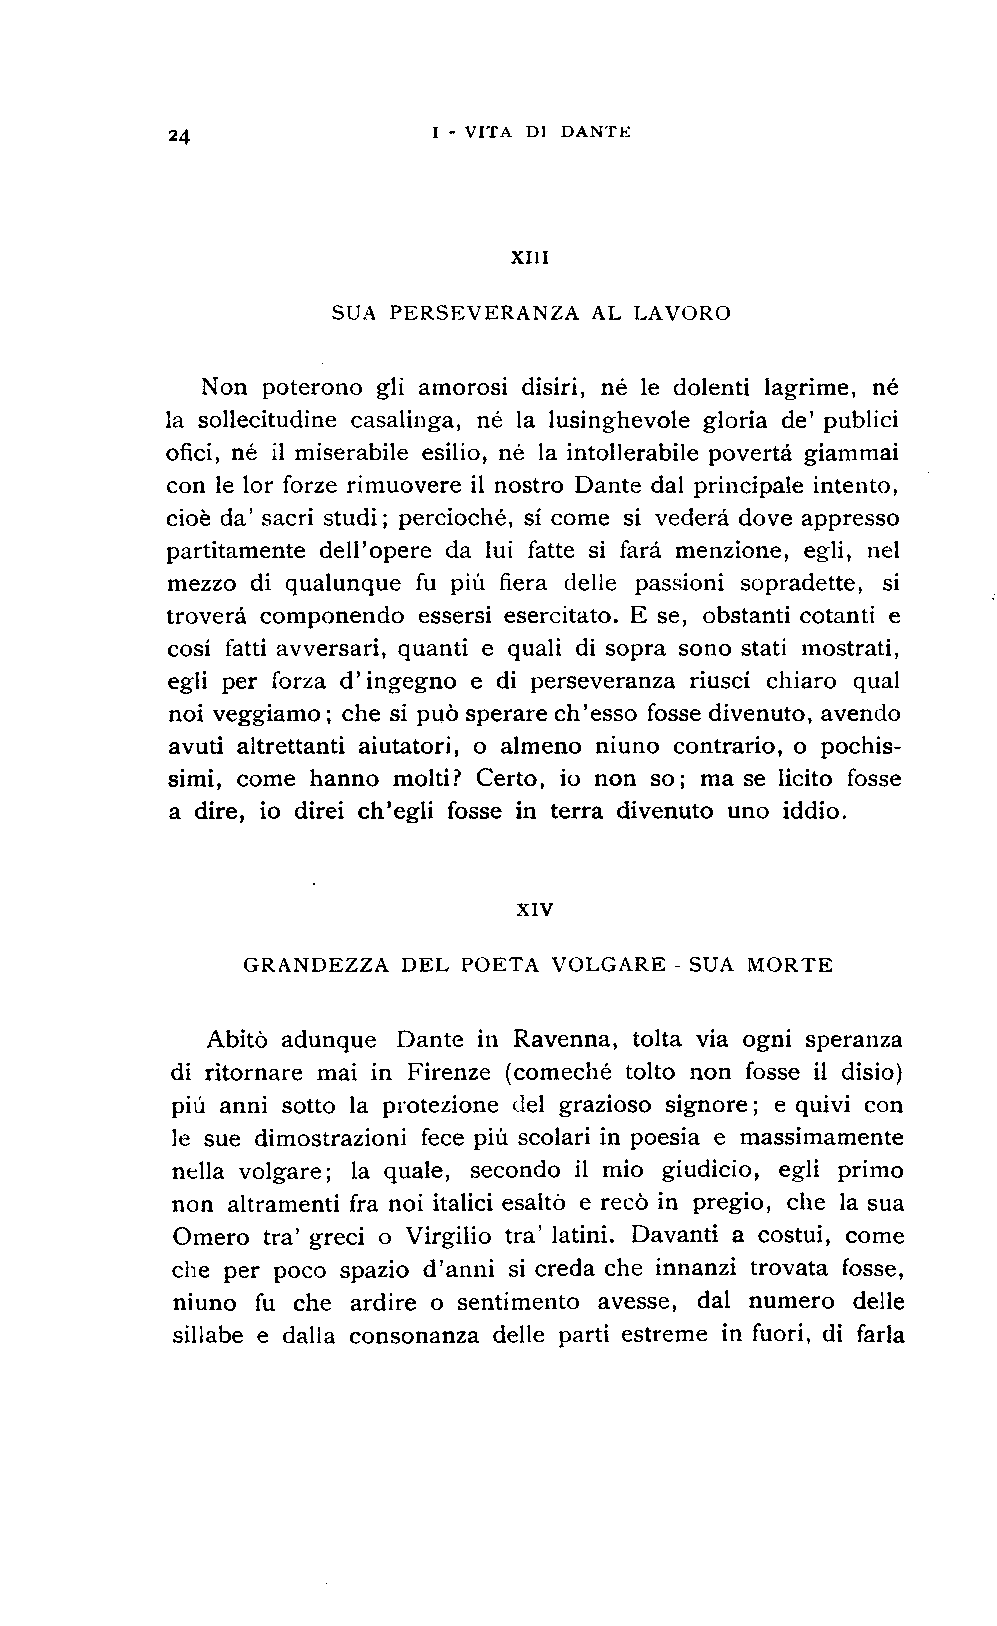 24
I - VITA DI DANTE
XIII
SUA PERSEVERANZA AL LAVORO
Non poterono gli amorosi disiri, né le dolenti lagrime, né
la sollecitudine casalinga, né la lusinghevole gloria de' publici
ofici, né il miserabile esilio, né la intollerabile povertá giammai
con le lor forze rimuovere il nostro Dante dal principale intento,
cioè da' sacri studi; percioché, sí come si vederá dove appresso
partitamente dell'opere da lui fatte si fará menzione, egli, nel
mezzo di qualunque fu piú fiera delle passioni sopradette, si
troverá componendo essersi esercitato. E se, obstanti cotanti e
cosí fatti avversari, quanti e quali di sopra sono stati mostrati,
egli per forza d'ingegno e di perseveranza riuscí chiaro qual
noi veggiamo; che si può sperare ch'esso fosse divenuto, avendo
avuti altrettanti aiutatori, o almeno niuno contrario, o pochis-
simi, come hanno molti? Certo, io non so; ma se licito fosse
a dire, io direi ch'egli fosse in terra divenuto uno iddio.
XIV
GRANDEZZA DEL POETA VOLGARE - SUA MORTE
Abitò adunque Dante in Ravenna, tolta via ogni speranza
di ritornare mai in Firenze (comeché tolto non fosse il disio)
piú anni sotto la protezione del grazioso signore; e quivi con
le sue dimostrazioni fece piú scolari in poesia e massimamente
nella volgare; la quale, secondo il mio giudicio, egli primo
non altramenti fra noi italici esaltò e recò in pregio, che la sua
Omero tra' greci o Virgilio tra' latini. Davanti a costui, come
che per poco spazio d'anni si creda che innanzi trovata fosse,
niuno fu che ardire o sentimento avesse, dal numero delle
sillabe e dalla consonanza delle parti estreme in fuori, di farla